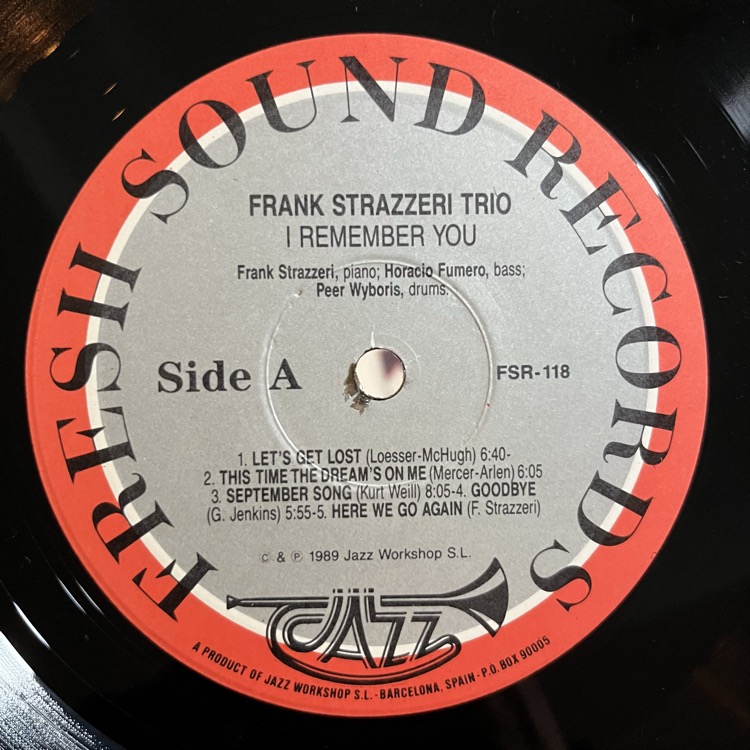 FRESH SOUND RECORDS
FRANK STRAZZERI TRIO
I REMEMBER YOU
Frank Strazzeri, piano; Horacio Fumero, bass;
Peer Wyboris, drums.
Side A
FSR-118
1. LET'S GET LOST (Loesser-McHugh) 6:40-
2. THIS TIME THE DREAM'S ON ME (Mercer-Arlen) 6:05
3. SEPTEMBER SONG (Kurt Weill) 8:05-4. GOODBYE
(G. Jenkins) 5:55-5. HERE WE GO AGAIN (F. Strazzeri)
© & ℗ 1989 Jazz Workshop S.L.
JAZZ
A PRODUCT OF JAZZ WORKSHOP S.L. - BARCELONA, SPAIN - P.O. BOX 90005